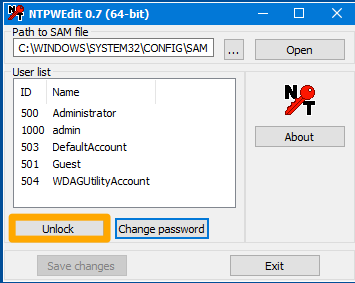 NTPWEdit 0.7 (64-bit)
Path to SAM file
C:\WINDOWS\SYSTEM32\CONFIG\SAM
...
Open
User list
ID Name
500 Administrator
1000 admin
503 DefaultAccount
501 Guest
504 WDAGUtilityAccount
NT
About
Unlock
Change password
Save changes
Exit